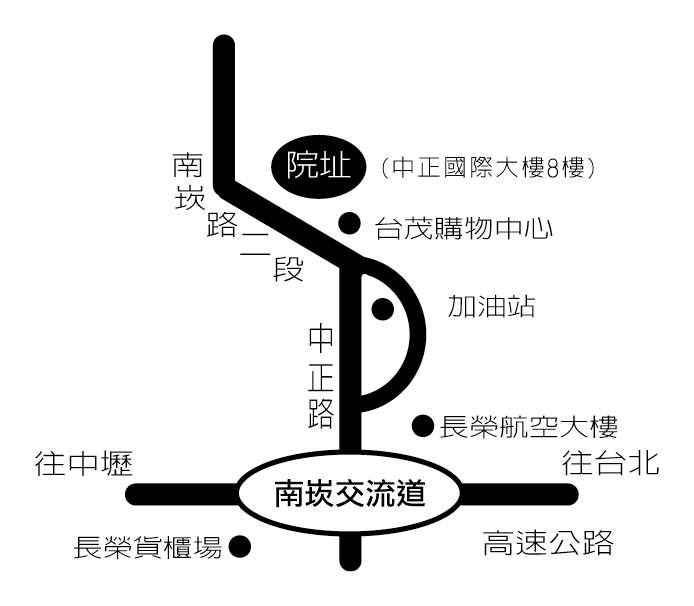 院址
(中正國際大樓8樓)
南崁路二段
台茂購物中心
加油站
中正路
長榮航空大樓
往中壢
往台北
南崁交流道
長榮貨櫃場
高速公路